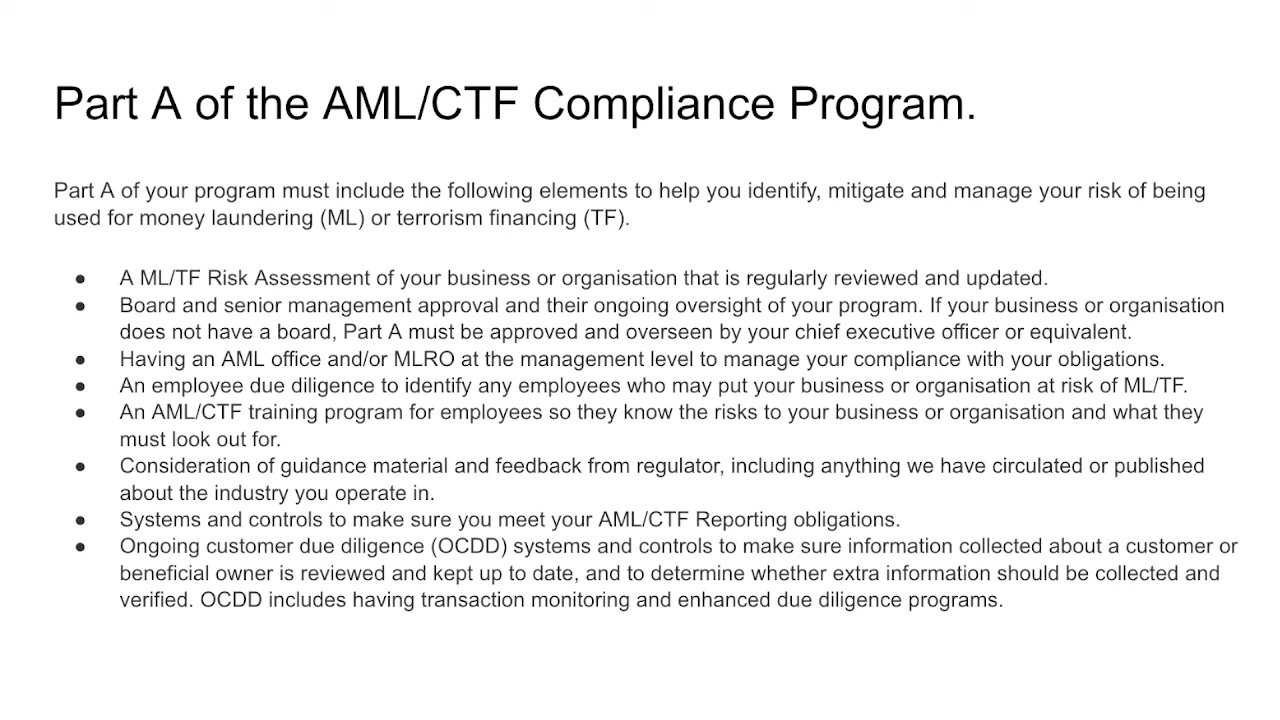 Part A of the AML/CTF Compliance Program.
Part A of your program must include the following elements to help you identify, mitigate and manage your risk of being
used for money laundering (ML) or terrorism financing (TF).
● A ML/TF Risk Assessment of your business or organisation that is regularly reviewed and updated.
● Board and senior management approval and their ongoing oversight of your program. If your business or organisation
does not have a board, Part A must be approved and overseen by your chief executive officer or equivalent.
● Having an AML office and/or MLRO at the management level to manage your compliance with your obligations.
● An employee due diligence to identify any employees who may put your business or organisation at risk of ML/TF.
● An AML/CTF training program for employees so they know the risks to your business or organisation and what they
must look out for.
● Consideration of guidance material and feedback from regulator, including anything we have circulated or published
about the industry you operate in.
● Systems and controls to make sure you meet your AML/CTF Reporting obligations.
● Ongoing customer due diligence (OCDD) systems and controls to make sure information collected about a customer or
beneficial owner is reviewed and kept up to date, and to determine whether extra information should be collected and
verified. OCDD includes having transaction monitoring and enhanced due diligence programs.